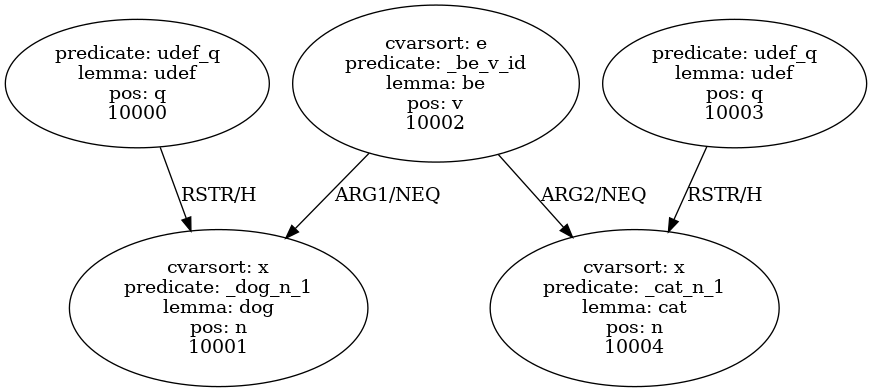 predicate: udef_q
lemma: udef
pos: q
10000
cvarsort: e
predicate: _be_v_id
lemma: be
pos: v
10002
predicate: udef_q
lemma: udef
pos: q
10003
RSTR/H
ARG1/NEQ
ARG2/NEQ
RSTR/H
cvarsort: x
predicate: _dog_n_1
lemma: dog
pos: n
10001
cvarsort: x
predicate: _cat_n_1
lemma: cat
pos: n
10004